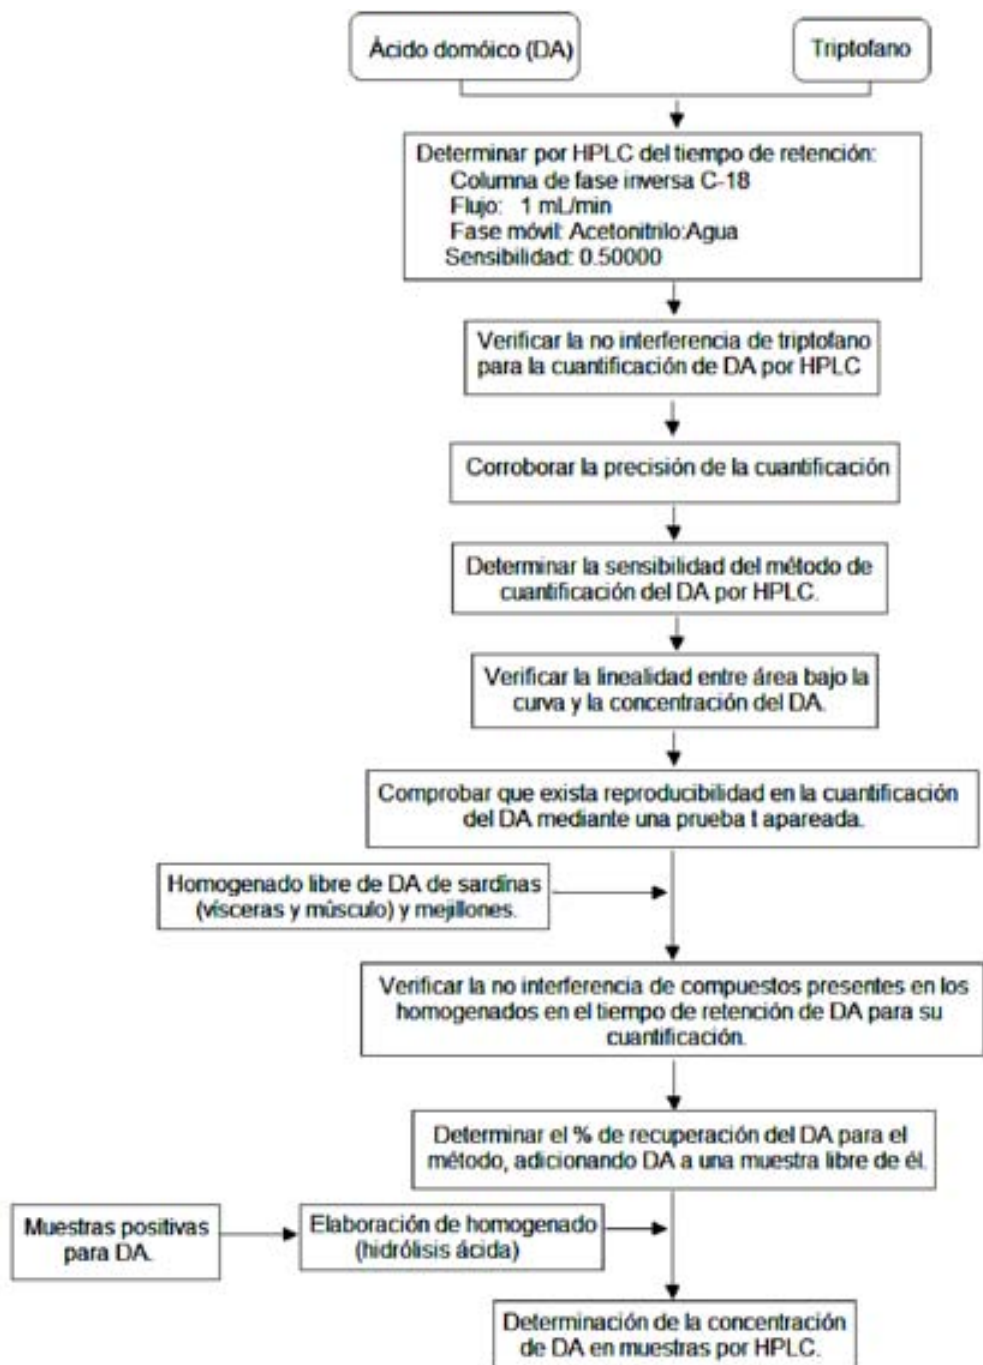 Ácido domóico (DA)
Triptofano
Determinar por HPLC del tiempo de retención:
Columna de fase inversa C-18
Flujo: 1 mL/min
Fase móvil: Acetonitrilo:Agua
Sensibilidad: 0.50000
Verificar la no interferencia de triptofano
para la cuantificación de DA por HPLC
Corroborar la precisión de la cuantificación
Determinar la sensibilidad del método de
cuantificación del DA por HPLC.
Verificar la linealidad entre área bajo la
curva y la concentración del DA.
Comprobar que exista reproducibilidad en la cuantificación
del DA mediante una prueba t apareada.
Homogenado libre de DA de sardinas
(vísceras y músculo) y mejillones.
Verificar la no interferencia de compuestos presentes en los
homogenados en el tiempo de retención de DA para su
cuantificación.
Determinar el % de recuperación del DA para el
método, adicionando DA a una muestra libre de él.
Muestras positivas
para DA.
Elaboración de homogenado
(hidrólisis ácida)
Determinación de la concentración
de DA en muestras por HPLC.